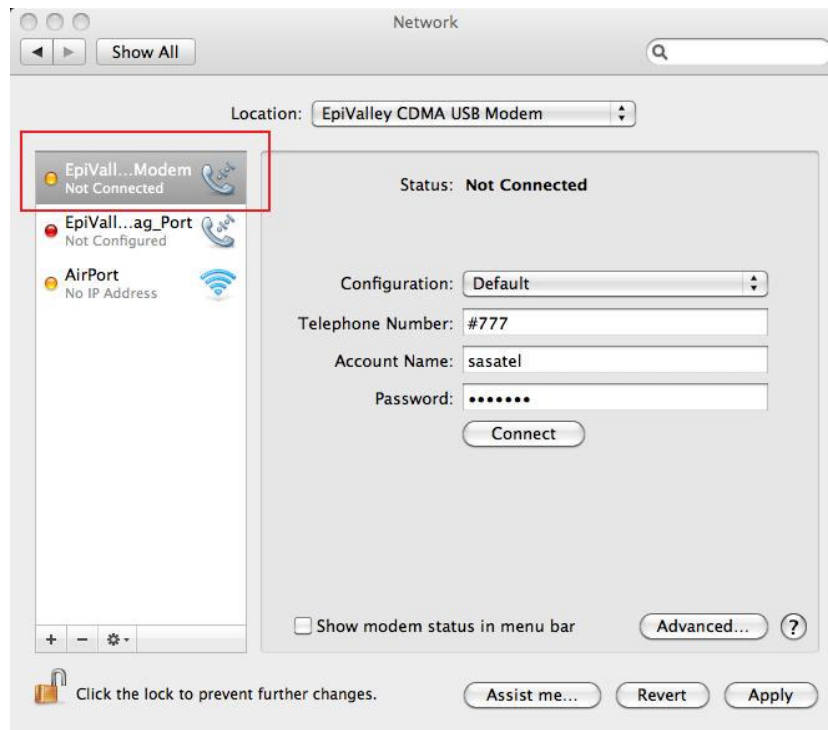 Network
Show All
Location: EpiValley CDMA USB Modem
EpiVall...Modem
Not Connected
EpiVall...ag_Port
Not Configured
AirPort
No IP Address
Status: Not Connected
Configuration: Default
Telephone Number: #777
Account Name: sasatel
Password: •••••••
Connect
Show modem status in menu bar
Advanced... ?
+ −
Click the lock to prevent further changes.
Assist me... Revert Apply